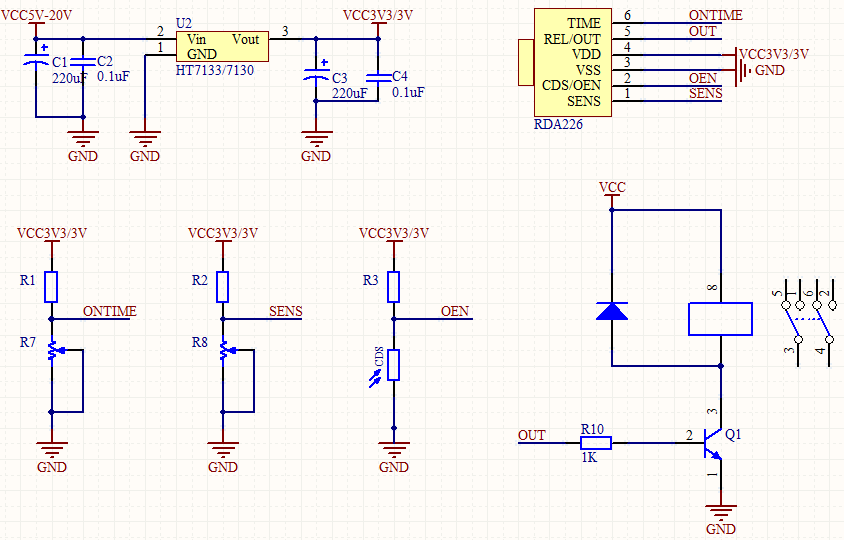 VCC5V-20V
C1
220uF
C2
0.1uF
GND
2
1
GND
U2
Vin
Vout
GND
HT7133/7130
3
VCC3V3/3V
C3
220uF
C4
0.1uF
GND
TIME
REL/OUT
VDD
VSS
CDS/OEN
SENS
RDA226
6
5
4
3
2
1
ONTIME
OUT
VCC3V3/3V
GND
OEN
SENS
VCC3V3/3V
R1
ONTIME
R7
GND
VCC3V3/3V
R2
SENS
R8
GND
VCC3V3/3V
R3
OEN
CDS
GND
VCC
8
5
1
6
2
3
4
OUT
R10
1K
2
3
Q1
1
GND